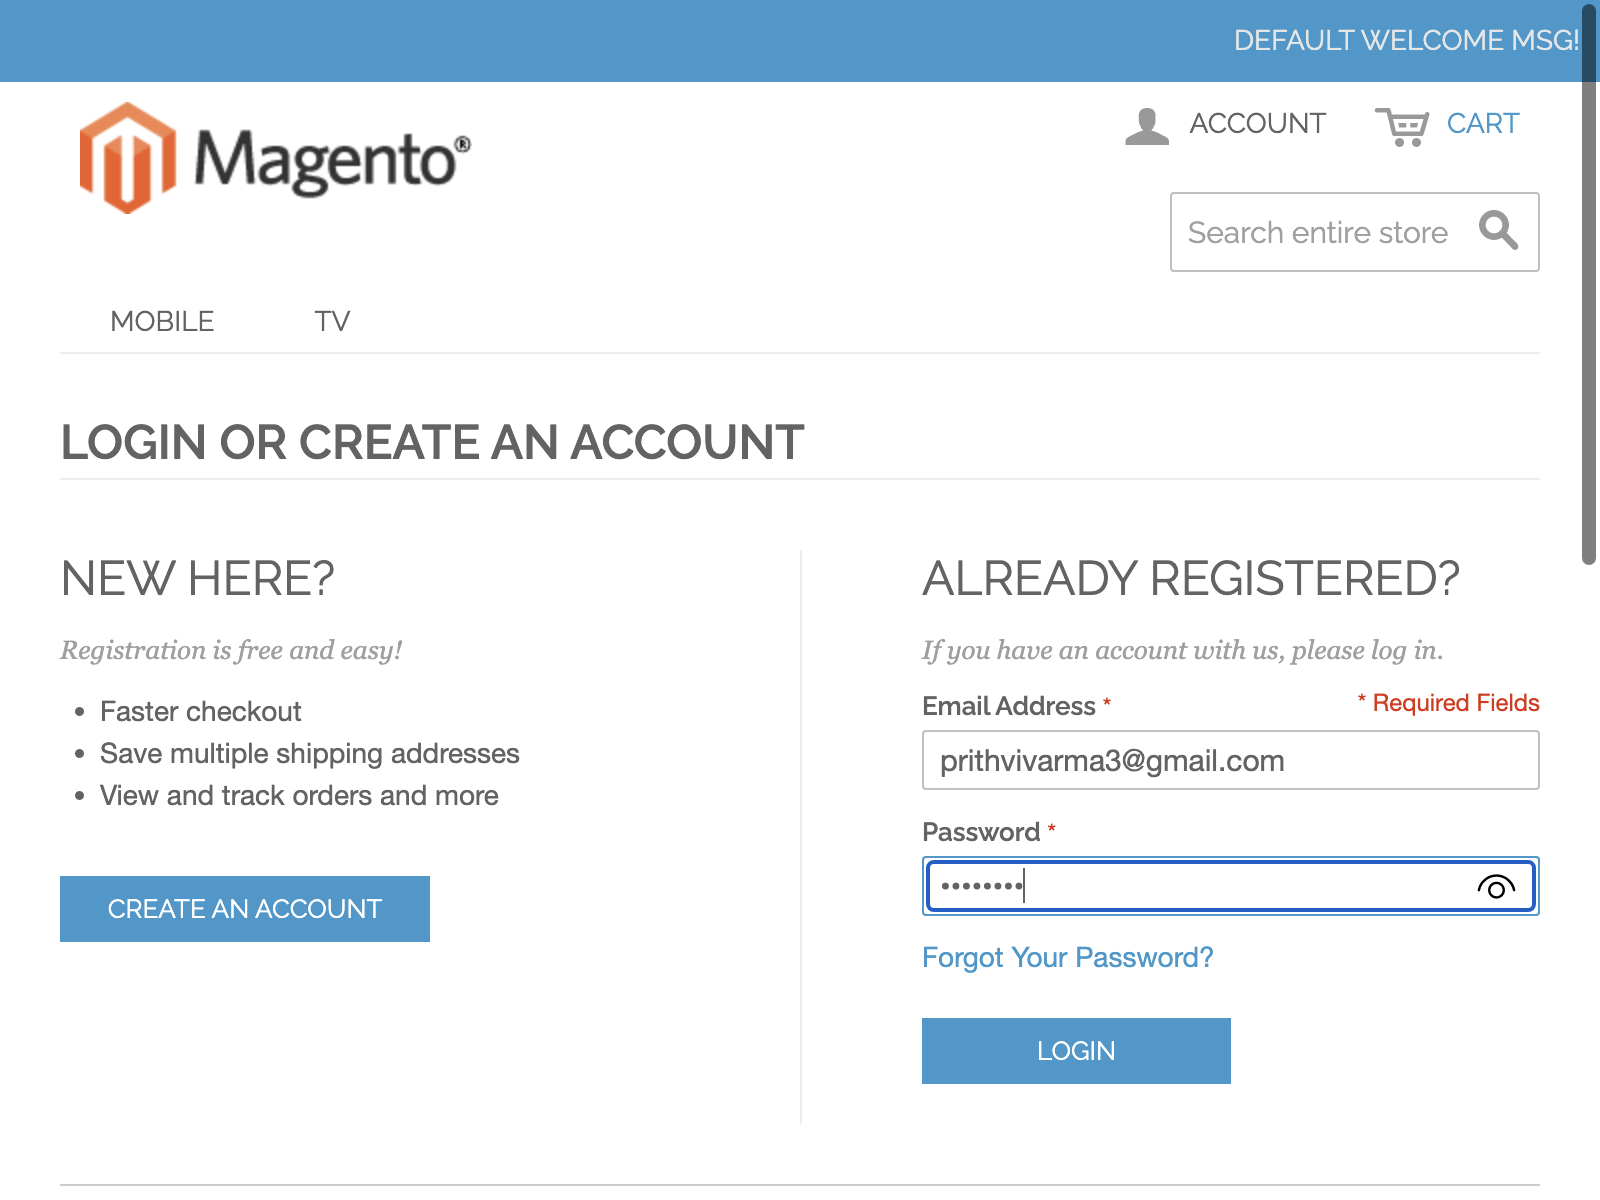 DEFAULT WELCOME MSG!
Magento®
ACCOUNT
CART
Search entire store
MOBILE
TV
LOGIN OR CREATE AN ACCOUNT
NEW HERE?
Registration is free and easy!
• Faster checkout
• Save multiple shipping addresses
• View and track orders and more
CREATE AN ACCOUNT
ALREADY REGISTERED?
If you have an account with us, please log in.
Email Address *
* Required Fields
prithvivarma3@gmail.com
Password *
••••••••
Forgot Your Password?
LOGIN